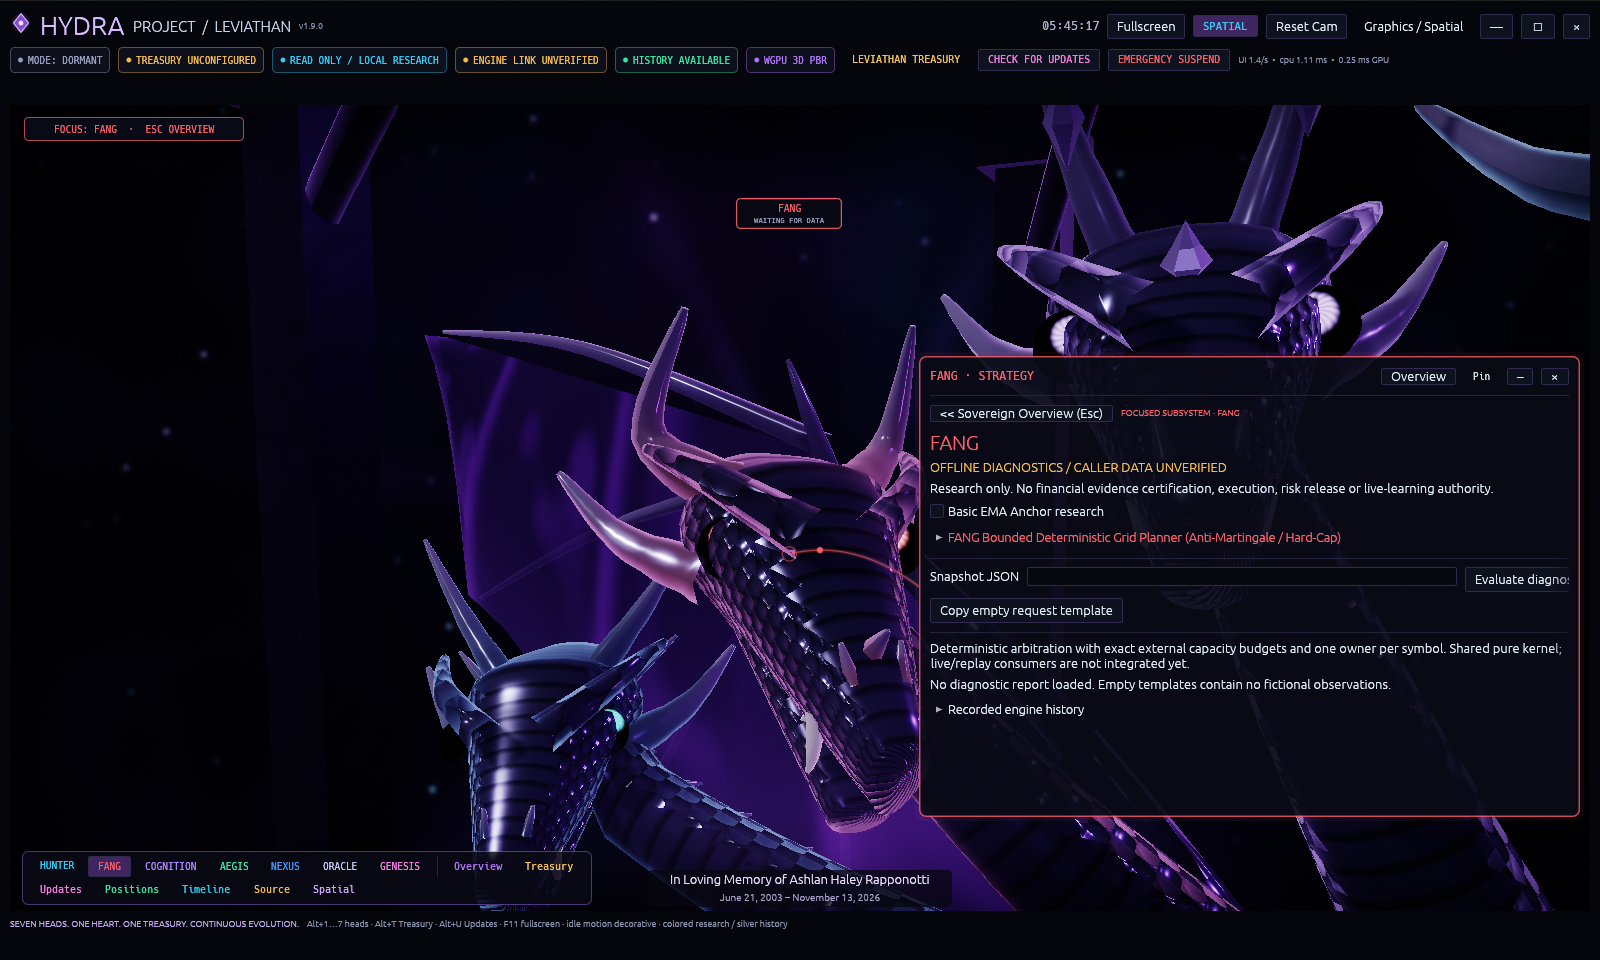 HYDRA PROJECT / LEVIATHAN v1.9.0
05:45:17 Fullscreen SPATIAL Reset Cam Graphics / Spatial
MODE: DORMANT TREASURY UNCONFIGURED READ ONLY / LOCAL RESEARCH ENGINE LINK UNVERIFIED HISTORY AVAILABLE WGPU 3D PBR LEVIATHAN TREASURY CHECK FOR UPDATES EMERGENCY SUSPEND UI 1.4/s • cpu 1.11 ms • 0.25 ms GPU
FOCUS: FANG · ESC OVERVIEW
FANG
WAITING FOR DATA
FANG · STRATEGY Overview Pin
<< Sovereign Overview (Esc) FOCUSED SUBSYSTEM · FANG
FANG
OFFLINE DIAGNOSTICS / CALLER DATA UNVERIFIED
Research only. No financial evidence certification, execution, risk release or live-learning authority.
Basic EMA Anchor research
FANG Bounded Deterministic Grid Planner (Anti-Martingale / Hard-Cap)
Snapshot JSON Evaluate diagnos
Copy empty request template
Deterministic arbitration with exact external capacity budgets and one owner per symbol. Shared pure kernel;
live/replay consumers are not integrated yet.
No diagnostic report loaded. Empty templates contain no fictional observations.
Recorded engine history
HUNTER FANG COGNITION AEGIS NEXUS ORACLE GENESIS Overview Treasury
Updates Positions Timeline Source Spatial
In Loving Memory of Ashlan Haley Rapponotti
June 21, 2003 – November 13, 2026
SEVEN HEADS. ONE HEART. ONE TREASURY. CONTINUOUS EVOLUTION. Alt+1...7 heads · Alt+T Treasury · Alt+U Updates · F11 fullscreen · idle motion decorative · colored research / silver history